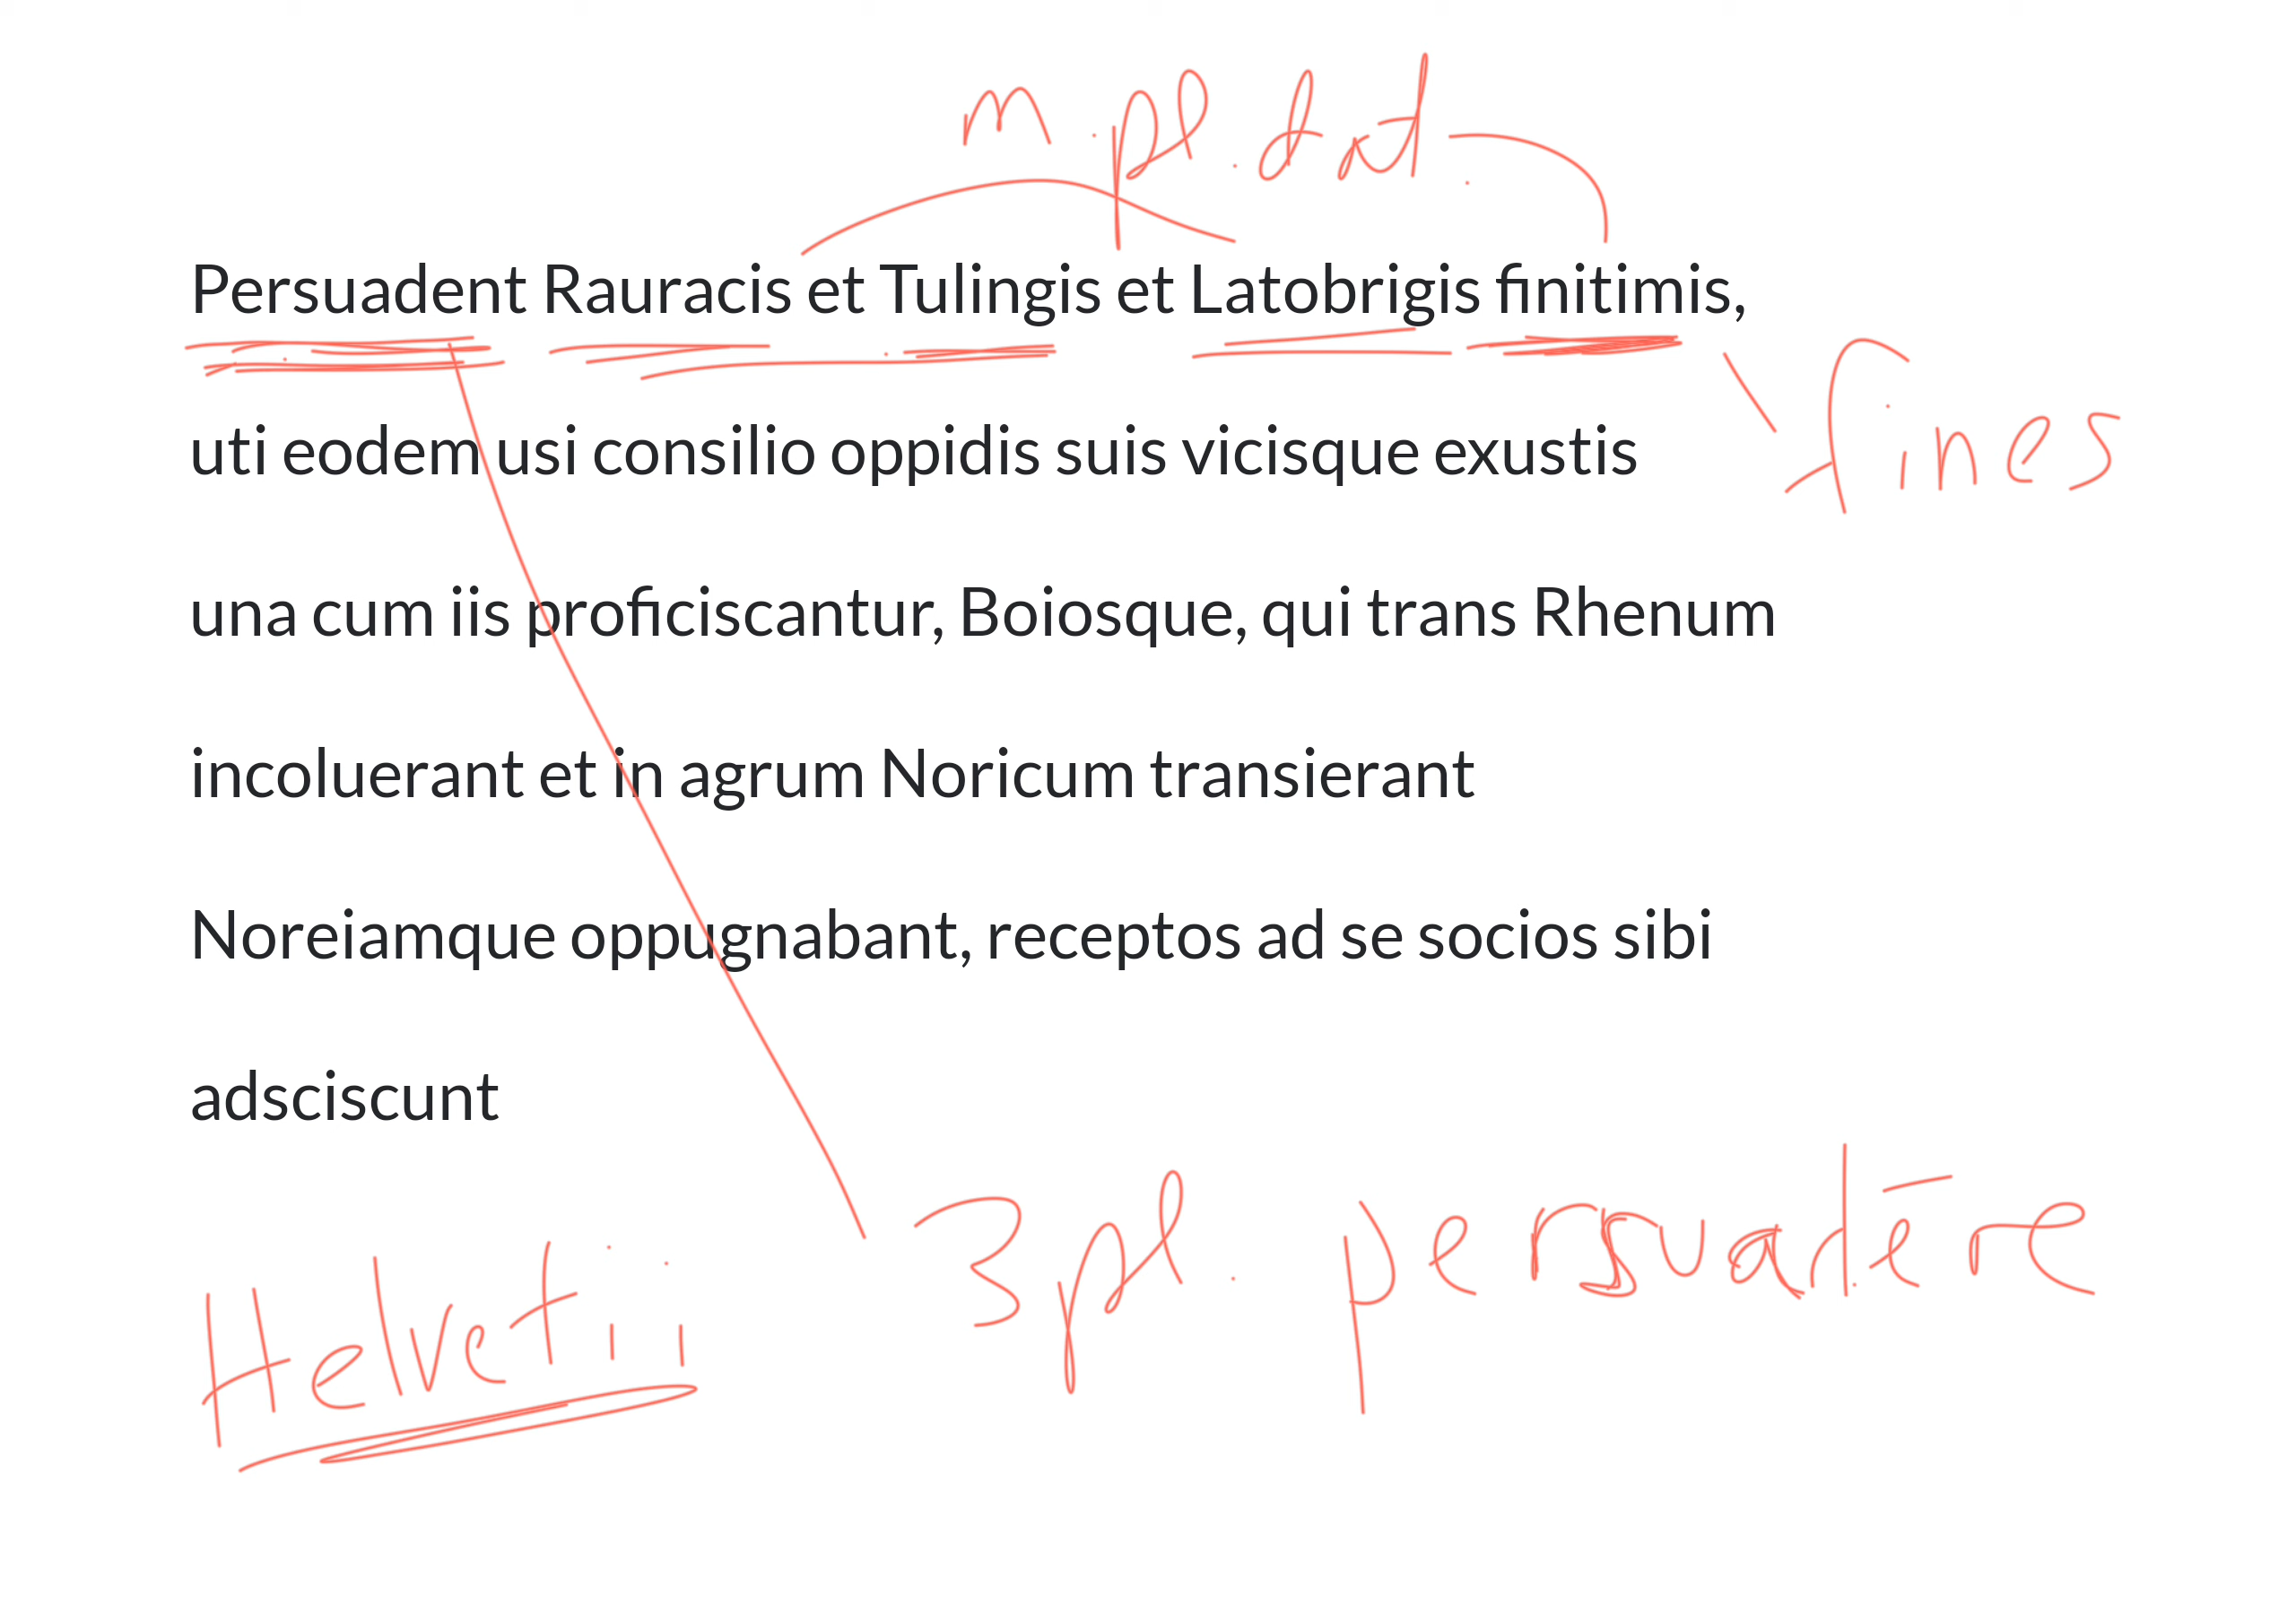 m. pl. dat.
Persuadent Rauracis et Tulingis et Latobrigis finitimis,
fines
uti eodem usi consilio oppidis suis vicisque exustis
una cum iis proficiscantur, Boiosque, qui trans Rhenum
incoluerant et in agrum Noricum transierant
Noreiamque oppugnabant, receptos ad se socios sibi
adsciscunt
3 pl. persuadēre
Helvetii